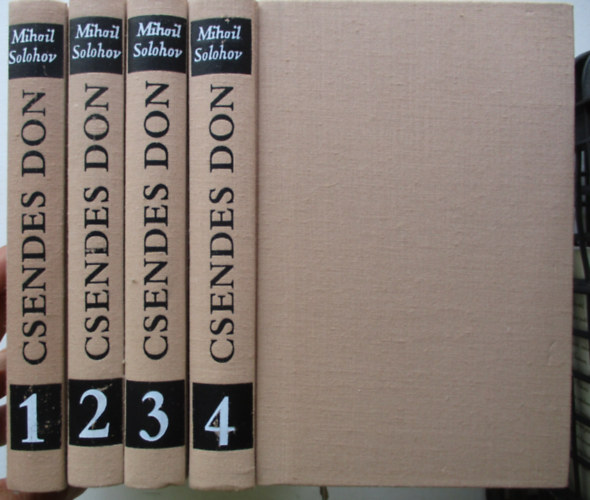 Mihail
Solohov
CSENDES DON
1
Mihail
Solohov
CSENDES DON
2
Mihail
Solohov
CSENDES DON
3
Mihail
Solohov
CSENDES DON
4